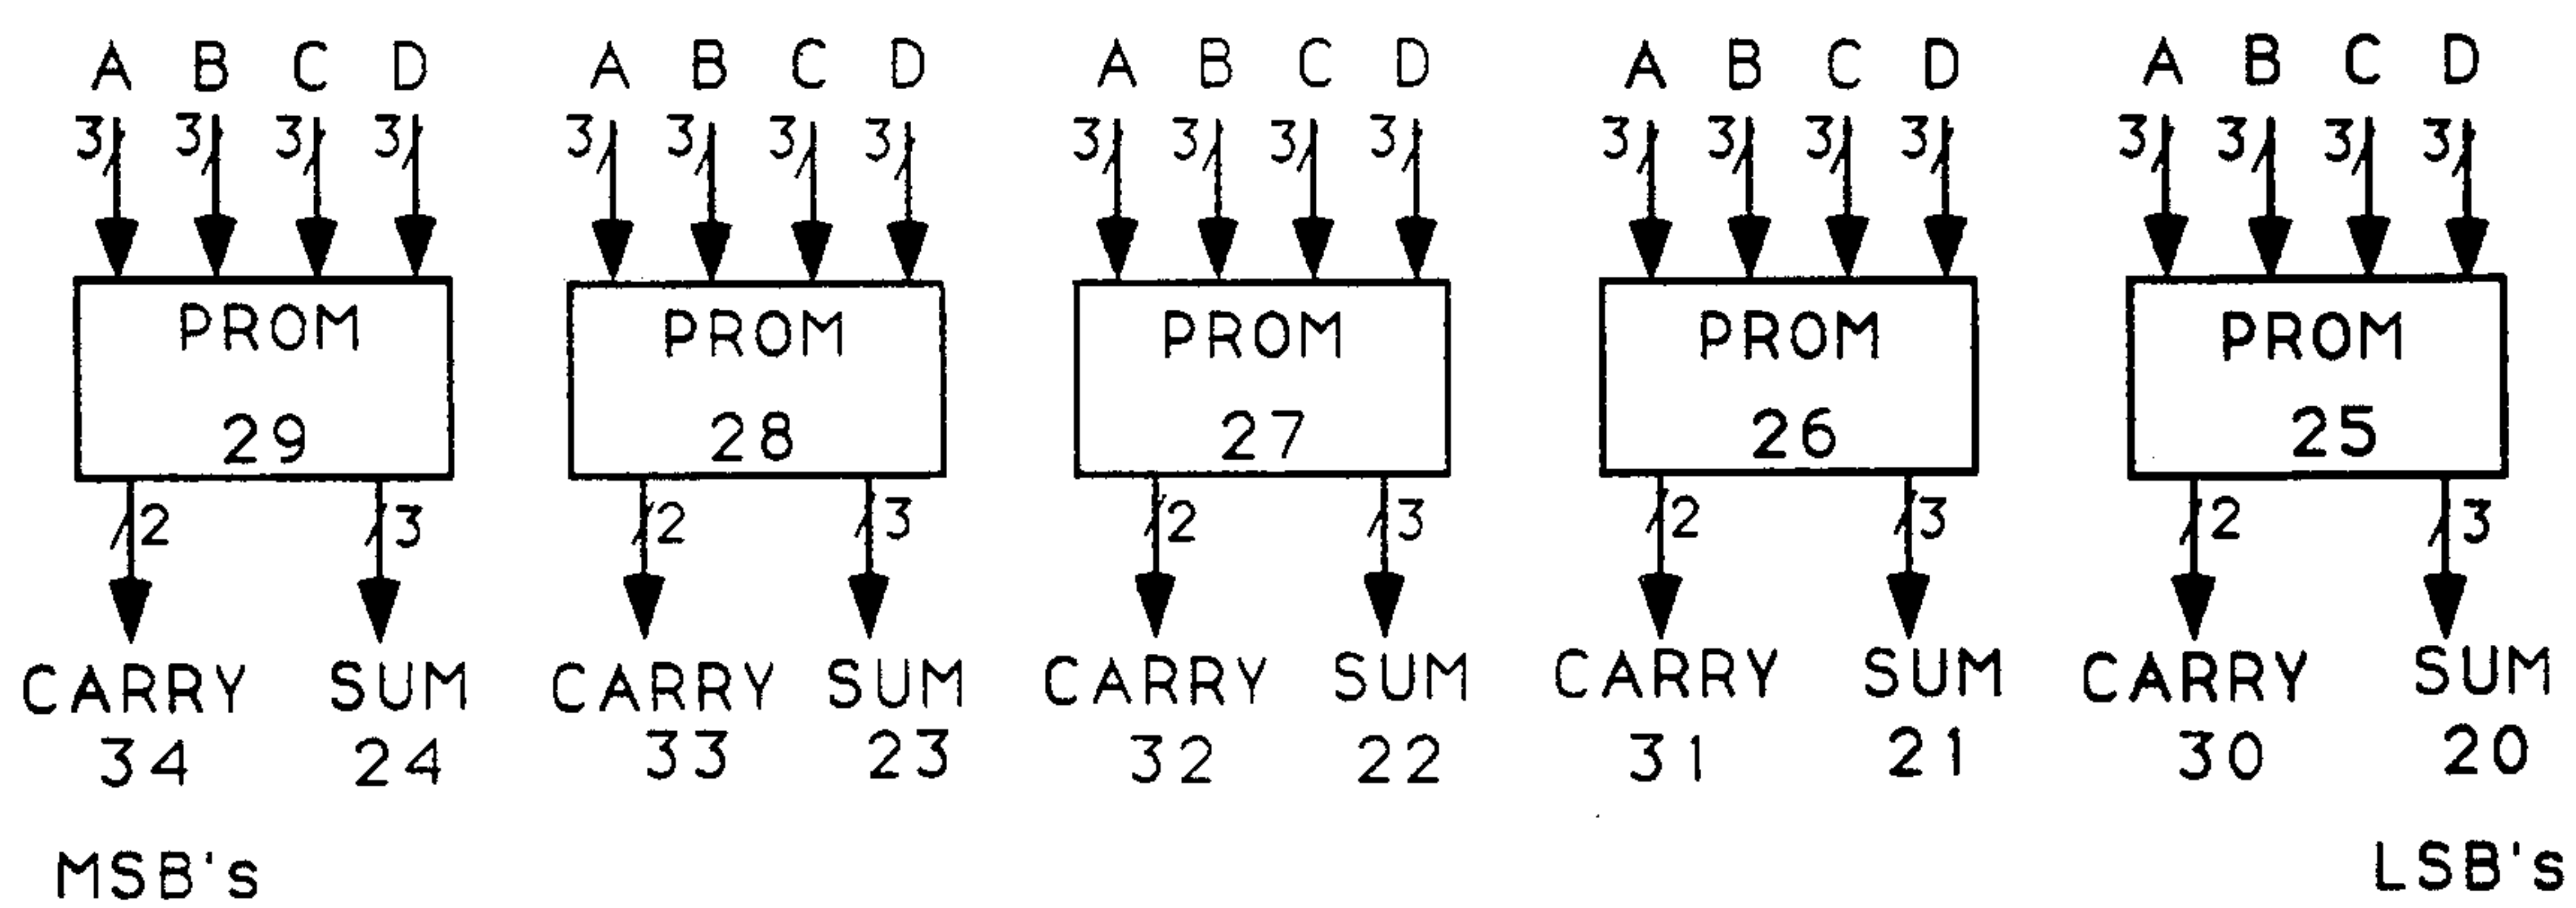 A B C D A B C D A B C D A B C D A B C D
3 3 3 3 3 3 3 3 3 3 3 3 3 3 3 3 3 3 3 3
PROM PROM PROM PROM PROM
29 28 27 26 25
2 3 2 3 2 3 2 3 2 3
CARRY SUM CARRY SUM CARRY SUM CARRY SUM CARRY SUM
34 24 33 23 32 22 31 21 30 20
MSB's LSB's